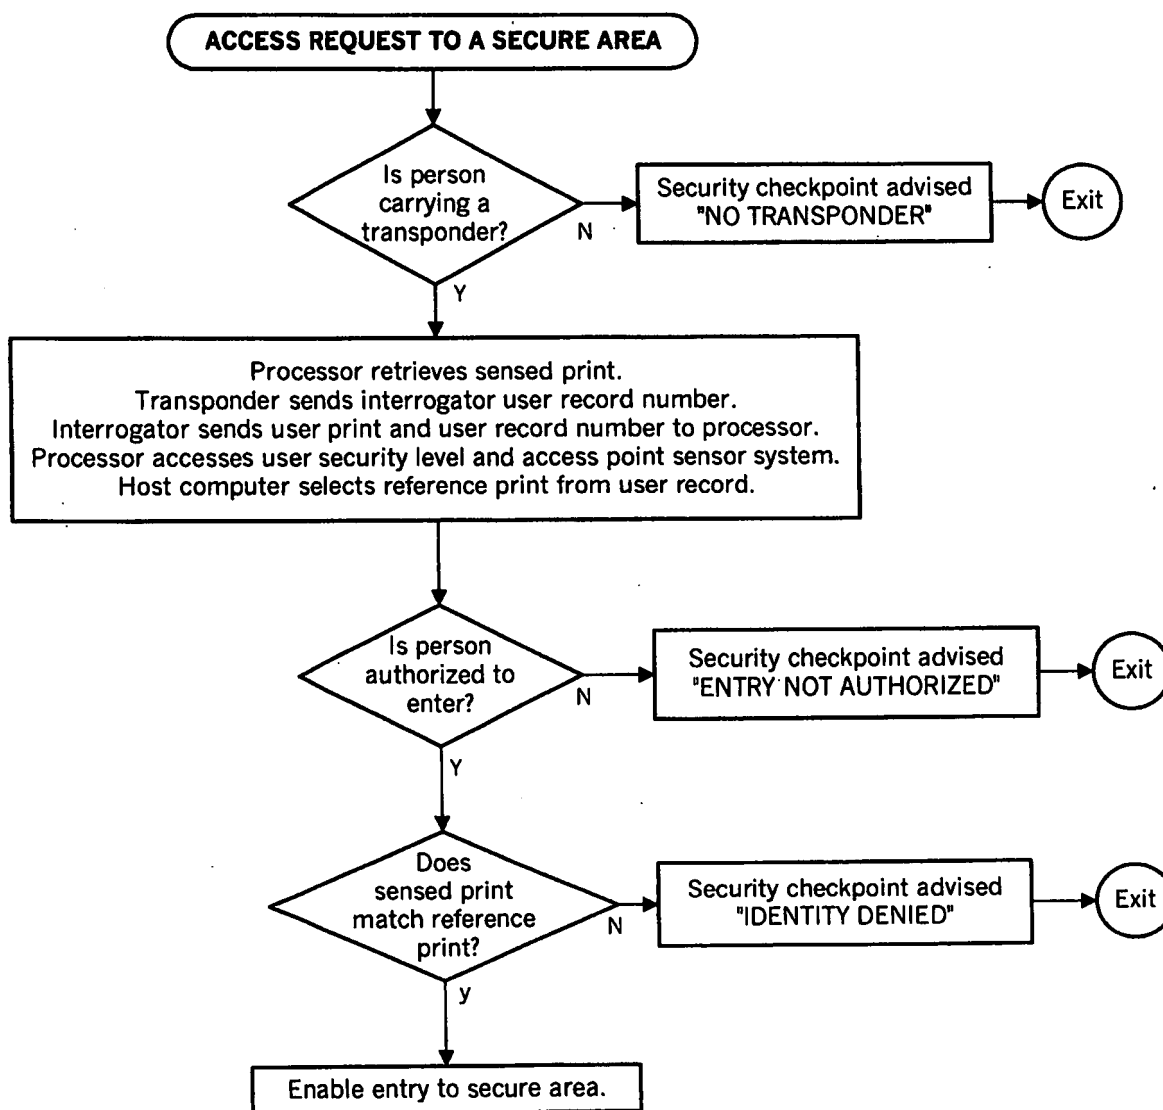 ACCESS REQUEST TO A SECURE AREA
Is person
carrying a
transponder?
N
Security checkpoint advised
"NO TRANSPONDER"
Exit
Y
Processor retrieves sensed print.
Transponder sends interrogator user record number.
Interrogator sends user print and user record number to processor.
Processor accesses user security level and access point sensor system.
Host computer selects reference print from user record.
Is person
authorized to
enter?
N
Security checkpoint advised
"ENTRY NOT AUTHORIZED"
Exit
Y
Does
sensed print
match reference
print?
N
Security checkpoint advised
"IDENTITY DENIED"
Exit
y
Enable entry to secure area.